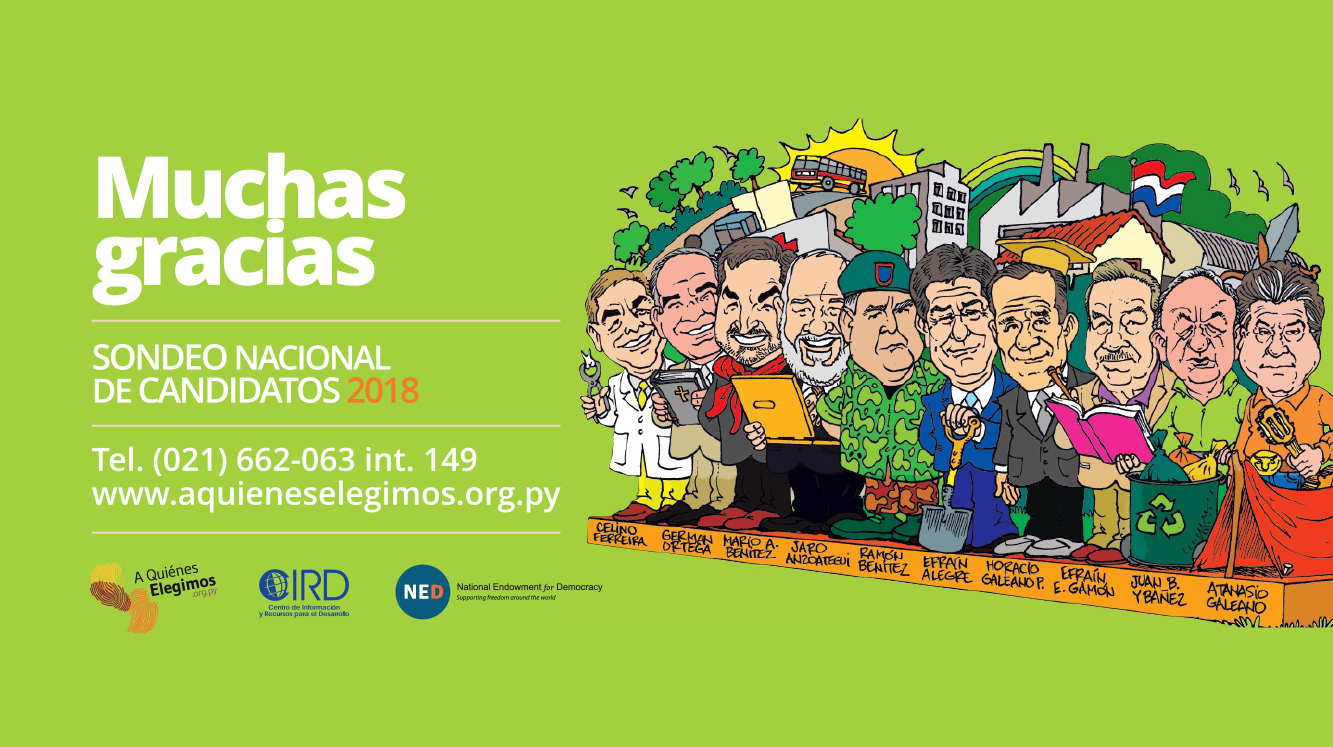 Muchas
gracias
SONDEO NACIONAL
DE CANDIDATOS 2018
Tel. (021) 662-063 int. 149
www.aquieneselegimos.org.py
A Quiénes
Elegimos
.org.py
CIRD
Centro de Información
y Recursos para el Desarrollo
NED
National Endowment for Democracy
Supporting freedom around the world
CELINO
FERREIRA
GERMAN
ORTEGA
MARIO A.
BENITEZ
JARO
ANZOATEGUI
RAMÓN
BENÍTEZ
EFRAÍN
ALEGRE
HORACIO
GALEANO P.
EFRAÍN
E. GAMÓN
JUAN B.
YBAÑEZ
ATANASIO
GALEANO